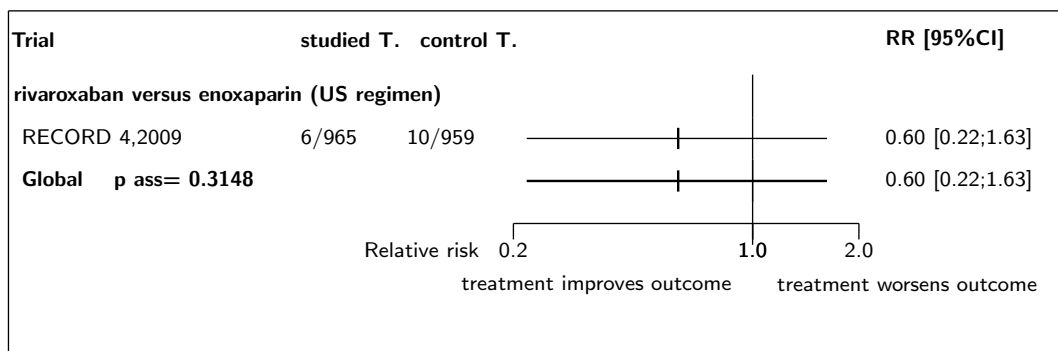 Trial studied T. control T. RR [95%CI]
rivaroxaban versus enoxaparin (US regimen)
RECORD 4,2009 6/965 10/959 0.60 [0.22;1.63]
Global p ass= 0.3148 0.60 [0.22;1.63]
Relative risk 0.2 1.0 2.0
treatment improves outcome treatment worsens outcome